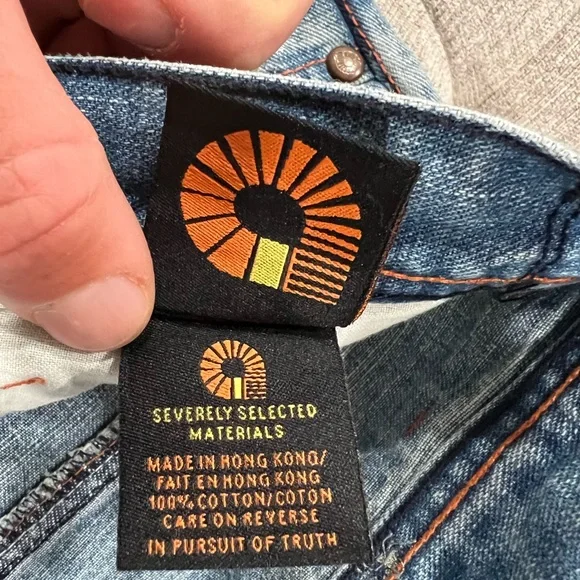 SEVERELY SELECTED
MATERIALS
MADE IN HONG KONG/
FAIT EN HONG KONG
100% COTTON/COTON
CARE ON REVERSE
IN PURSUIT OF TRUTH